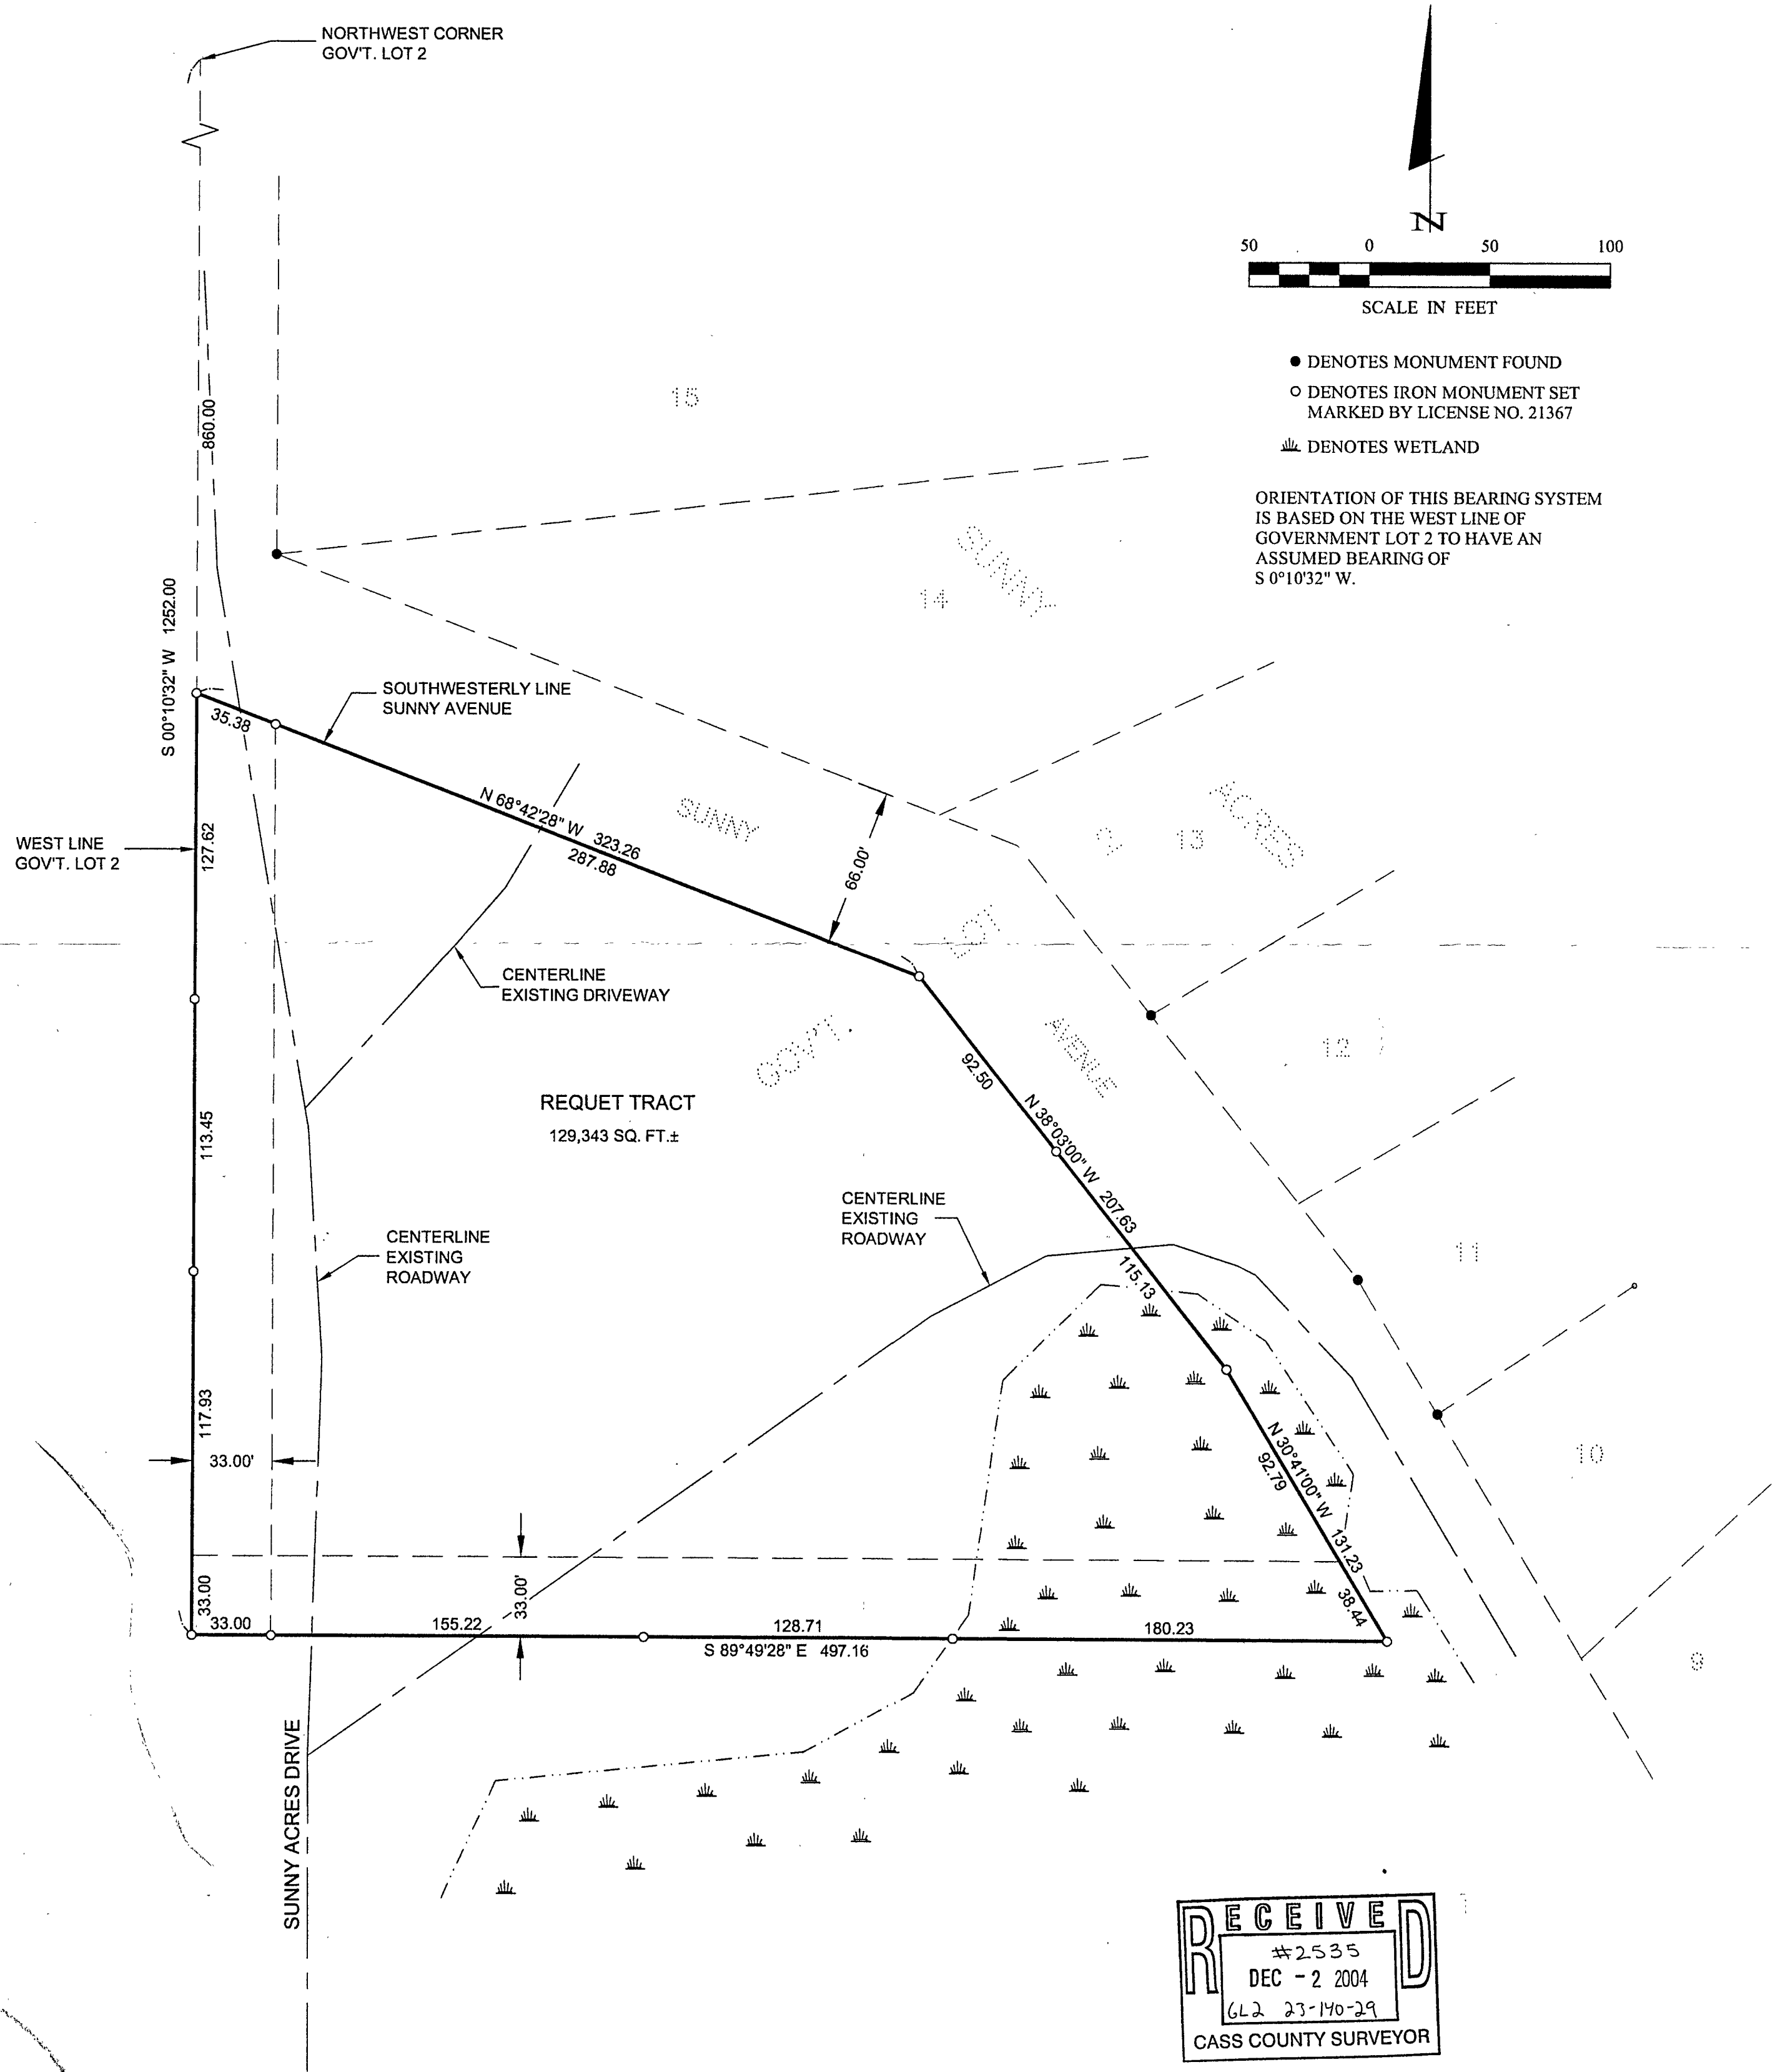 NORTHWEST CORNER
GOV'T. LOT 2
N
50 0 50 100
SCALE IN FEET
DENOTES MONUMENT FOUND
DENOTES IRON MONUMENT SET
MARKED BY LICENSE NO. 21367
DENOTES WETLAND
ORIENTATION OF THIS BEARING SYSTEM
IS BASED ON THE WEST LINE OF
GOVERNMENT LOT 2 TO HAVE AN
ASSUMED BEARING OF
S 0°10'32" W.
860.00
15
SUNNY
14
S 00°10'32" W 1252.00
SOUTHWESTERLY LINE
SUNNY AVENUE
35.38
N 68°42'28" W 323.26
287.88
SUNNY
66.00'
ACRES
2
13
WEST LINE
GOV'T. LOT 2
127.62
LOT
CENTERLINE
EXISTING DRIVEWAY
GOV'T.
AVENUE
12
92.50
REQUET TRACT
129,343 SQ. FT.±
113.45
N 38°03'00" W 207.63
115.13
CENTERLINE
EXISTING
ROADWAY
CENTERLINE
EXISTING
ROADWAY
11
117.93
33.00'
N 30°41'00" W 131.23
92.79
10
33.00
33.00'
38.44
33.00
155.22
128.71
180.23
S 89°49'28" E 497.16
9
SUNNY ACRES DRIVE
RECEIVED
#2535
DEC - 2 2004
GL2 23-140-29
CASS COUNTY SURVEYOR